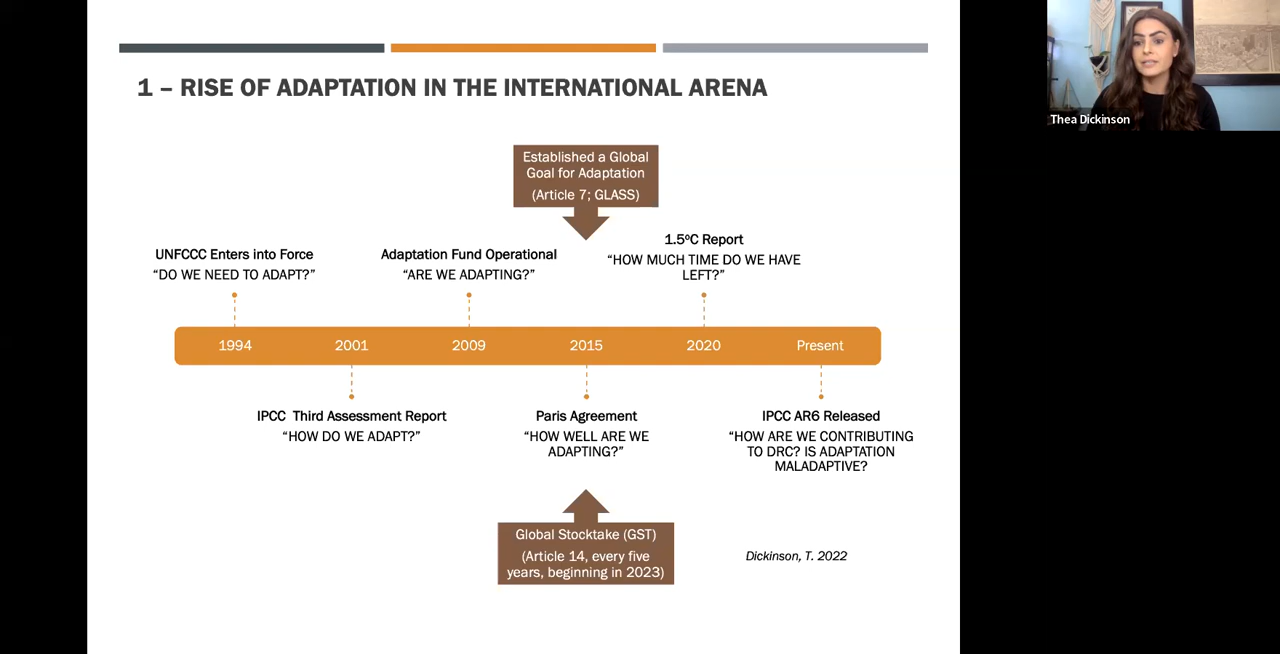 1 – RISE OF ADAPTATION IN THE INTERNATIONAL ARENA
Thea Dickinson
Established a Global
Goal for Adaptation
(Article 7; GLASS)
UNFCCC Enters into Force
“DO WE NEED TO ADAPT?”
Adaptation Fund Operational
“ARE WE ADAPTING?”
1.5ºC Report
“HOW MUCH TIME DO WE HAVE
LEFT?”
1994
2001
2009
2015
2020
Present
IPCC Third Assessment Report
“HOW DO WE ADAPT?”
Paris Agreement
“HOW WELL ARE WE
ADAPTING?”
IPCC AR6 Released
“HOW ARE WE CONTRIBUTING
TO DRC? IS ADAPTATION
MALADAPTIVE?
Global Stocktake (GST)
(Article 14, every five
years, beginning in 2023)
Dickinson, T. 2022